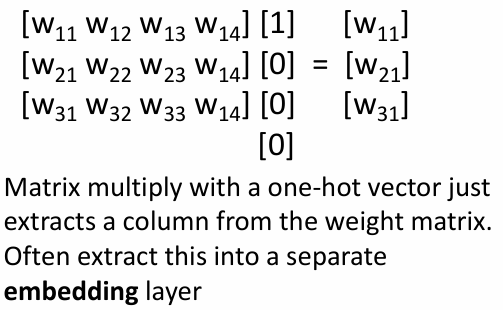 [w₁₁ w₁₂ w₁₃ w₁₄] [1] [w₁₁]
[w₂₁ w₂₂ w₂₃ w₁₄] [0] = [w₂₁]
[w₃₁ w₃₂ w₃₃ w₁₄] [0] [w₃₁]
[0]
Matrix multiply with a one-hot vector just
extracts a column from the weight matrix.
Often extract this into a separate
embedding layer